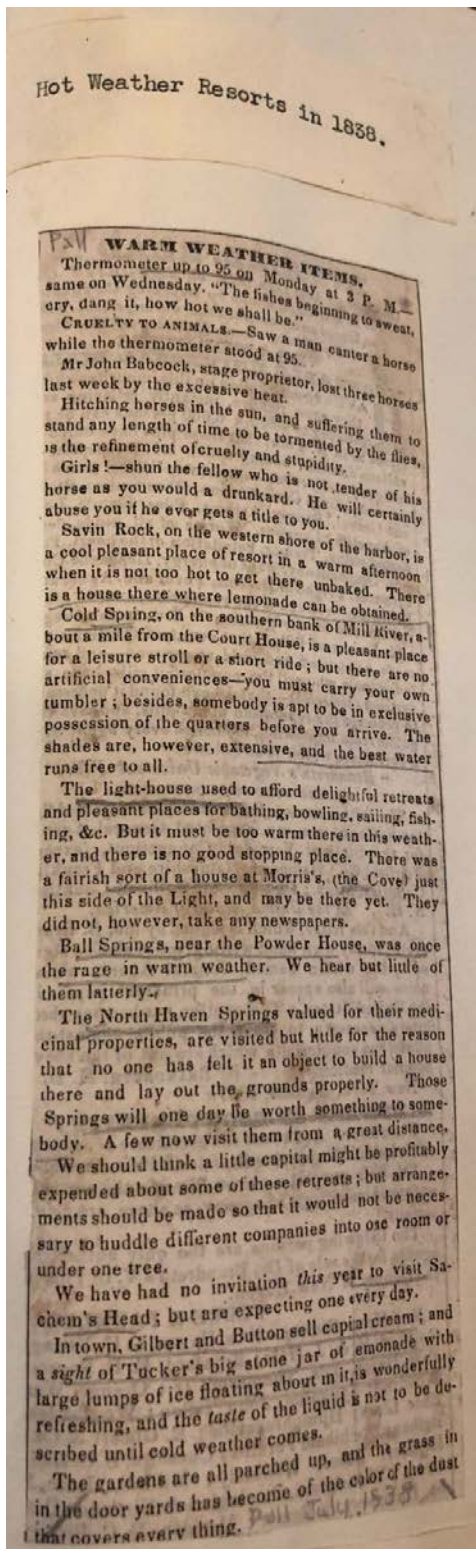 Hot Weather Resorts in 1838.
Pall
WARM WEATHER ITEMS.
Thermometer up to 95 on Monday at 3 P. M.—
same on Wednesday. "The fishes beginning to sweat,
cry, dang it, how hot we shall be."
CRUELTY TO ANIMALS.—Saw a man canter a horse
while the thermometer stood at 95.
Mr John Babcock, stage proprietor, lost three horses
last week by the excessive heat.
Hitching horses in the sun, and suffering them to
stand any length of time to be tormented by the flies,
is the refinement of cruelty and stupidity.
Girls!—shun the fellow who is not tender of his
horse as you would a drunkard. He will certainly
abuse you if he ever gets a title to you.
Savin Rock, on the western shore of the harbor, is
a cool pleasant place of resort in a warm afternoon
when it is not too hot to get there unbaked. There
is a house there where lemonade can be obtained.
Cold Spring, on the southern bank of Mill River, a-
bout a mile from the Court House, is a pleasant place
for a leisure stroll or a short ride; but there are no
artificial conveniences—you must carry your own
tumbler; besides, somebody is apt to be in exclusive
possession of the quarters before you arrive. The
shades are, however, extensive, and the best water
runs free to all.
The light-house used to afford delightful retreats
and pleasant places for bathing, bowling, sailing, fish-
ing, &c. But it must be too warm there in this weath-
er, and there is no good stopping place. There was
a fairish sort of a house at Morris's, (the Cove) just
this side of the Light, and may be there yet. They
did not, however, take any newspapers.
Ball Springs, near the Powder House, was once
the rage in warm weather. We hear but little of
them latterly.
The North Haven Springs valued for their medi-
cinal properties, are visited but little for the reason
that no one has felt it an object to build a house
there and lay out the grounds properly. Those
Springs will one day be worth something to some-
body. A few now visit them from a great distance.
We should think a little capital might be profitably
expended about some of these retreats; but arrange-
ments should be made so that it would not be neces-
sary to huddle different companies into one room or
under one tree.
We have had no invitation this year to visit Sa-
chem's Head; but are expecting one every day.
In town, Gilbert and Button sell capital cream; and
a sight of Tucker's big stone jar of emonade with
large lumps of ice floating about in it, is wonderfully
refreshing, and the taste of the liquid is not to be de-
scribed until cold weather comes.
The gardens are all parched up, and the grass in
in the door yards has become of the color of the dust
that covers every thing.
Pall July, 1838